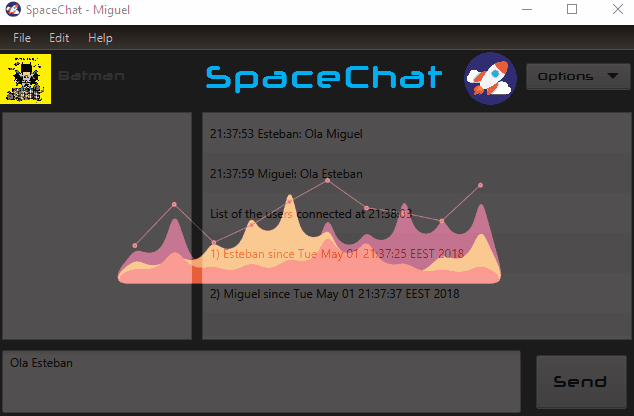 SpaceChat - Miguel
File Edit Help
Batman
SpaceChat
Options
21:37:53 Esteban: Ola Miguel
21:37:59 Miguel: Ola Esteban
List of the users connected at 21:38:03
1) Esteban since Tue May 01 21:37:25 EEST 2018
2) Miguel since Tue May 01 21:37:37 EEST 2018
Ola Esteban
Send